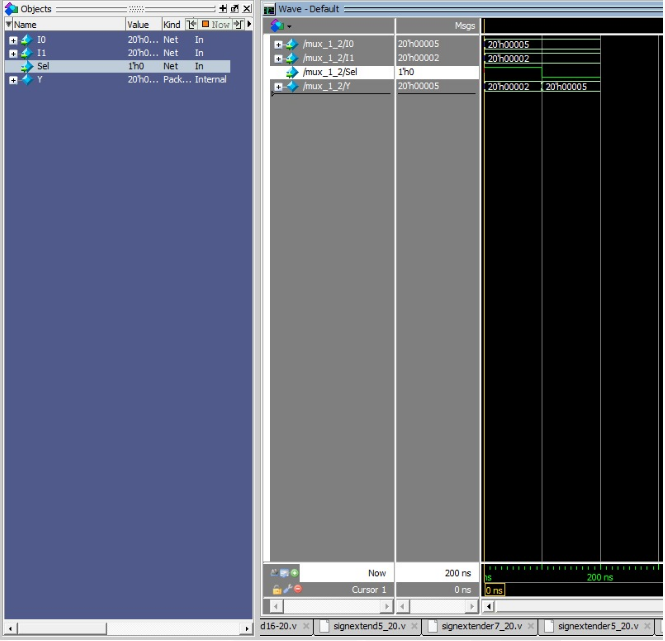 Objects
Name Value Kind Now
I0 20'h0... Net In
I1 20'h0... Net In
Sel 1'h0 Net In
Y 20'h0... Pack... Internal
Wave - Default
Msgs
/mux_1_2/I0 20'h00005 20'h00005
/mux_1_2/I1 20'h00002 20'h00002
/mux_1_2/Sel 1'h0
/mux_1_2/Y 20'h00005 20'h00002 20'h00005
Now 200 ns ns 200 ns
Cursor 1 0 ns 0 ns
d16-20.v signextend5_20.v signextender7_20.v signextender5_20.v